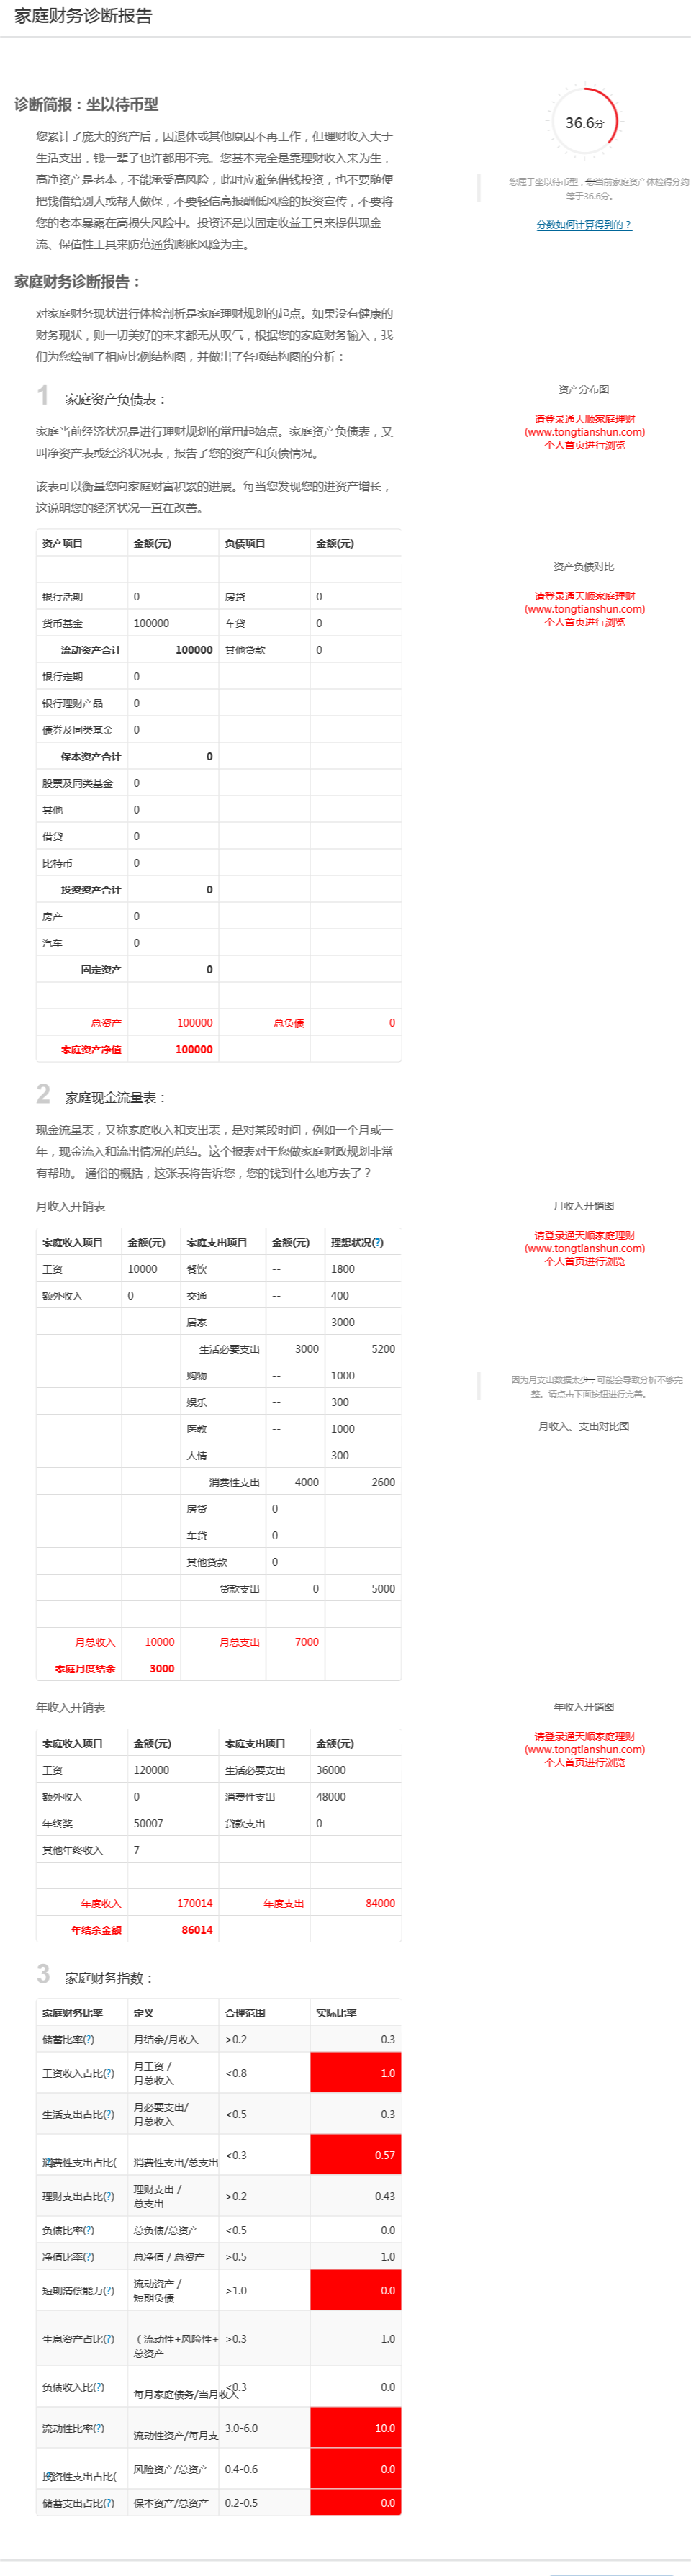 家庭财务诊断报告
诊断简报：坐以待币型
您累计了庞大的资产后，因退休或其他原因不再工作，但理财收入大于
生活支出，钱一辈子也许都用不完。您基本完全是靠理财收入来为生，
高净资产是老本，不能承受高风险，此时应避免借钱投资，也不要随便
把钱借给别人或帮人做保，不要轻信高报酬低风险的投资宣传，不要将
您的老本暴露在高损失风险中。投资还是以固定收益工具来提供现金
流、保值性工具来防范通货膨胀风险为主。
36.6分
您属于坐以待币型，您当前家庭资产体检得分约
等于36.6分。
分数如何计算得到的？
家庭财务诊断报告：
对家庭财务现状进行体检剖析是家庭理财规划的起点。如果没有健康的
财务现状，则一切美好的未来都无从叹气，根据您的家庭财务输入，我
们为您绘制了相应比例结构图，并做出了各项结构图的分析：
1 家庭资产负债表：
家庭当前经济状况是进行理财规划的常用起始点。家庭资产负债表，又
叫净资产表或经济状况表，报告了您的资产和负债情况。
该表可以衡量您向家庭财富积累的进展。每当您发现您的进资产增长，
这说明您的经济状况一直在改善。
资产分布图
请登录通天顺家庭理财
(www.tongtianshun.com)
个人首页进行浏览
资产项目 金额(元) 负债项目 金额(元)
银行活期 0 房贷 0
货币基金 100000 车贷 0
流动资产合计 100000 其他贷款 0
银行定期 0
银行理财产品 0
债券及同类基金 0
保本资产合计 0
股票及同类基金 0
其他 0
借贷 0
比特币 0
投资资产合计 0
房产 0
汽车 0
固定资产 0
总资产 100000 总负债 0
家庭资产净值 100000
资产负债对比
请登录通天顺家庭理财
(www.tongtianshun.com)
个人首页进行浏览
2 家庭现金流量表：
现金流量表，又称家庭收入和支出表，是对某段时间，例如一个月或一
年，现金流入和流出情况的总结。这个报表对于您做家庭财政规划非常
有帮助。 通俗的概括，这张表将告诉您，您的钱到什么地方去了？
月收入开销表
家庭收入项目 金额(元) 家庭支出项目 金额(元) 理想状况(?)
工资 10000 餐饮 -- 1800
额外收入 0 交通 -- 400
居家 -- 3000
生活必要支出 3000 5200
购物 -- 1000
娱乐 -- 300
医教 -- 1000
人情 -- 300
消费性支出 4000 2600
房贷 0
车贷 0
其他贷款 0
贷款支出 0 5000
月总收入 10000 月总支出 7000
家庭月度结余 3000
月收入开销图
请登录通天顺家庭理财
(www.tongtianshun.com)
个人首页进行浏览
因为月支出数据太少，可能会导致分析不够完
整。请点击下面按钮进行完善。
月收入、支出对比图
年收入开销表
家庭收入项目 金额(元) 家庭支出项目 金额(元)
工资 120000 生活必要支出 36000
额外收入 0 消费性支出 48000
年终奖 50007 贷款支出 0
其他年终收入 7
年度收入 170014 年度支出 84000
年结余金额 86014
年收入开销图
请登录通天顺家庭理财
(www.tongtianshun.com)
个人首页进行浏览
3 家庭财务指数：
家庭财务比率 定义 合理范围 实际比率
储蓄比率(?) 月结余/月收入 >0.2 0.3
工资收入占比(?) 月工资 /
月总收入 <0.8 1.0
生活支出占比(?) 月必要支出/
月总收入 <0.5 0.3
消费性支出占比( 消费性支出/总支出 <0.3 0.57
理财支出占比(?) 理财支出 /
总支出 >0.2 0.43
负债比率(?) 总负债/总资产 <0.5 0.0
净值比率(?) 总净值 / 总资产 >0.5 1.0
短期清偿能力(?) 流动资产 /
短期负债 >1.0 0.0
生息资产占比(?) （流动性+风险性+
总资产 >0.3 1.0
负债收入比(?) 每月家庭债务/当月收入 <0.3 0.0
流动性比率(?) 流动性资产/每月支 3.0-6.0 10.0
投资性支出占比( 风险资产/总资产 0.4-0.6 0.0
储蓄支出占比(?) 保本资产/总资产 0.2-0.5 0.0